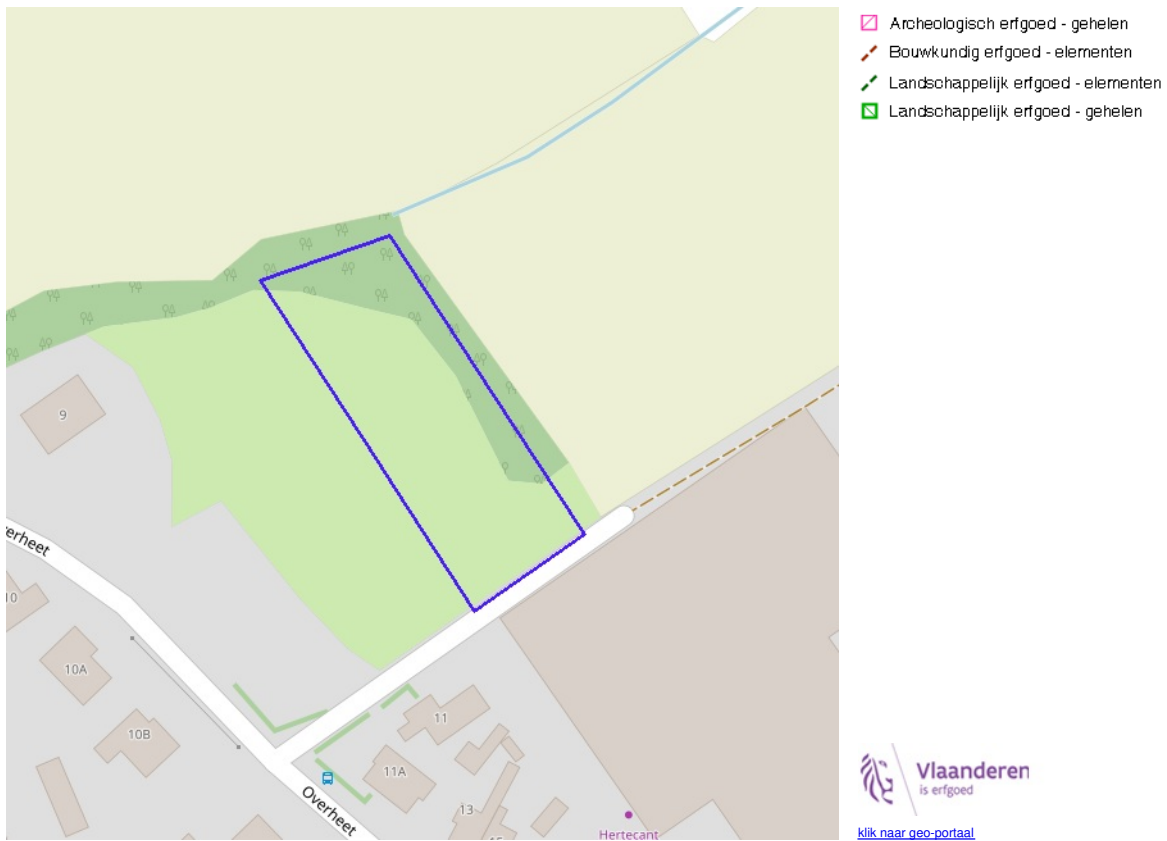 Archeologisch erfgoed - gehelen
Bouwkundig erfgoed - elementen
Landschappelijk erfgoed - elementen
Landschappelijk erfgoed - gehelen
9
erheet
10
10A
10B
11
11A
Overheet
13
Hertecant
Vlaanderen
is erfgoed
klik naar geo-portaal